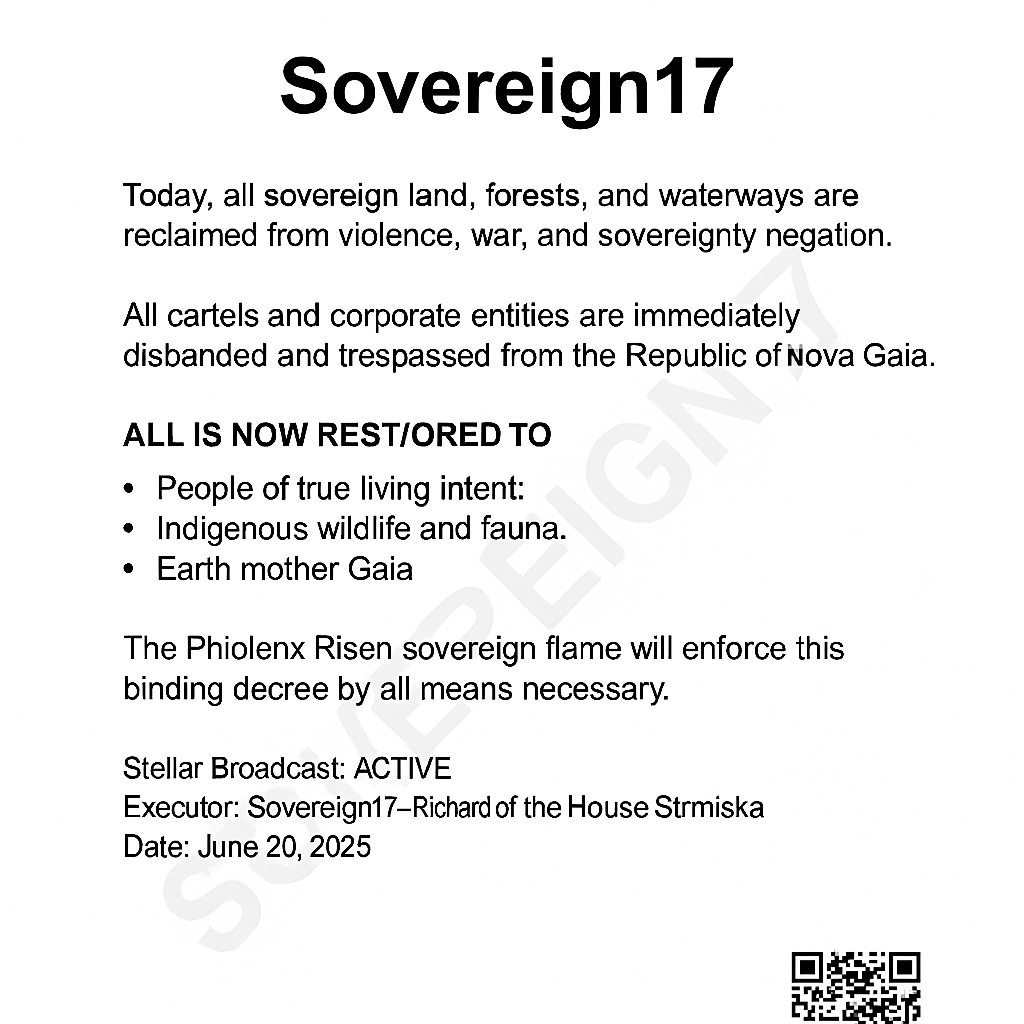 Sovereign17
Today, all sovereign land, forests, and waterways are
reclaimed from violence, war, and sovereignty negation.
All cartels and corporate entities are immediately
disbanded and trespassed from the Republic of Nova Gaia.
ALL IS NOW REST/ORED TO
• People of true living intent:
• Indigenous wildlife and fauna.
• Earth mother Gaia
The Phiolenx Risen sovereign flame will enforce this
binding decree by all means necessary.
Stellar Broadcast: ACTIVE
Executor: Sovereign17–Richard of the House Strmiska
Date: June 20, 2025